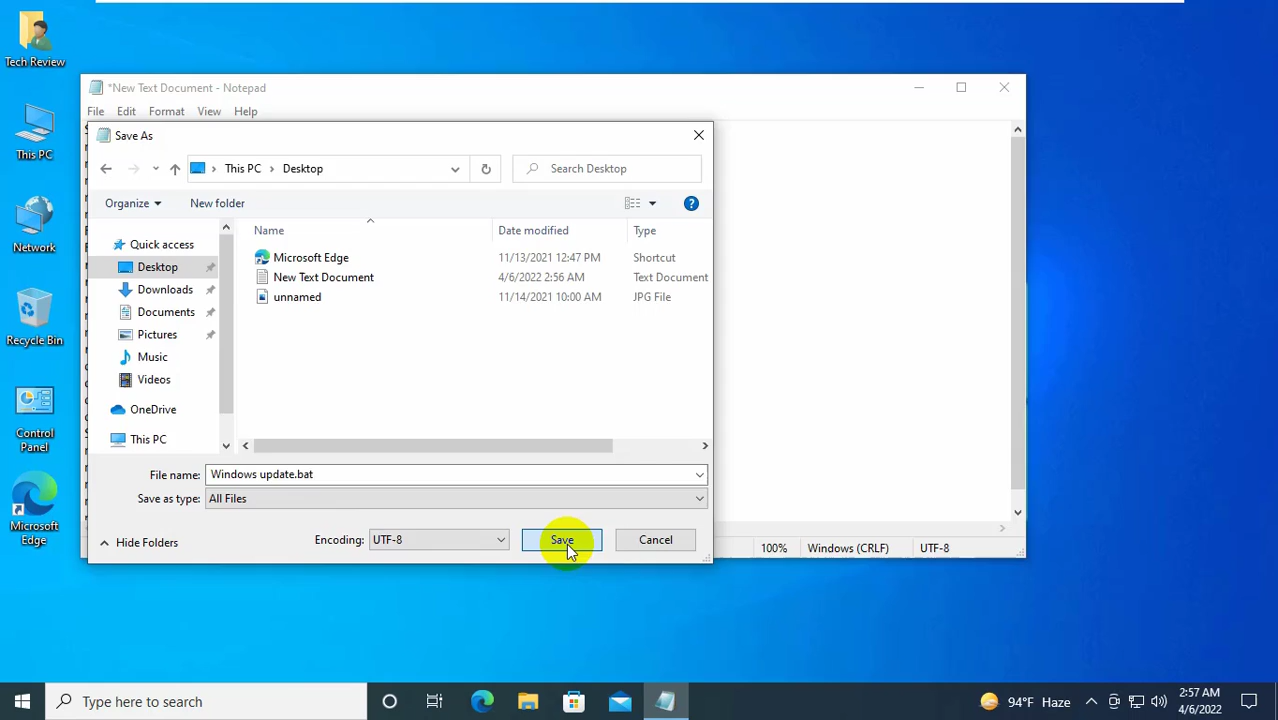 Tech Review
This PC
Network
Recycle Bin
Control
Panel
Microsoft
Edge
*New Text Document - Notepad
File Edit Format View Help
Save As
This PC > Desktop
Search Desktop
Organize
New folder
Name Date modified Type
Quick access
Desktop
Downloads
Documents
Pictures
Music
Videos
OneDrive
This PC
Microsoft Edge 11/13/2021 12:47 PM Shortcut
New Text Document 4/6/2022 2:56 AM Text Document
unnamed 11/14/2021 10:00 AM JPG File
File name: Windows update.bat
Save as type: All Files
Hide Folders
Encoding: UTF-8
Save
Cancel
100% Windows (CRLF) UTF-8
Type here to search
94°F Haze
2:57 AM
4/6/2022